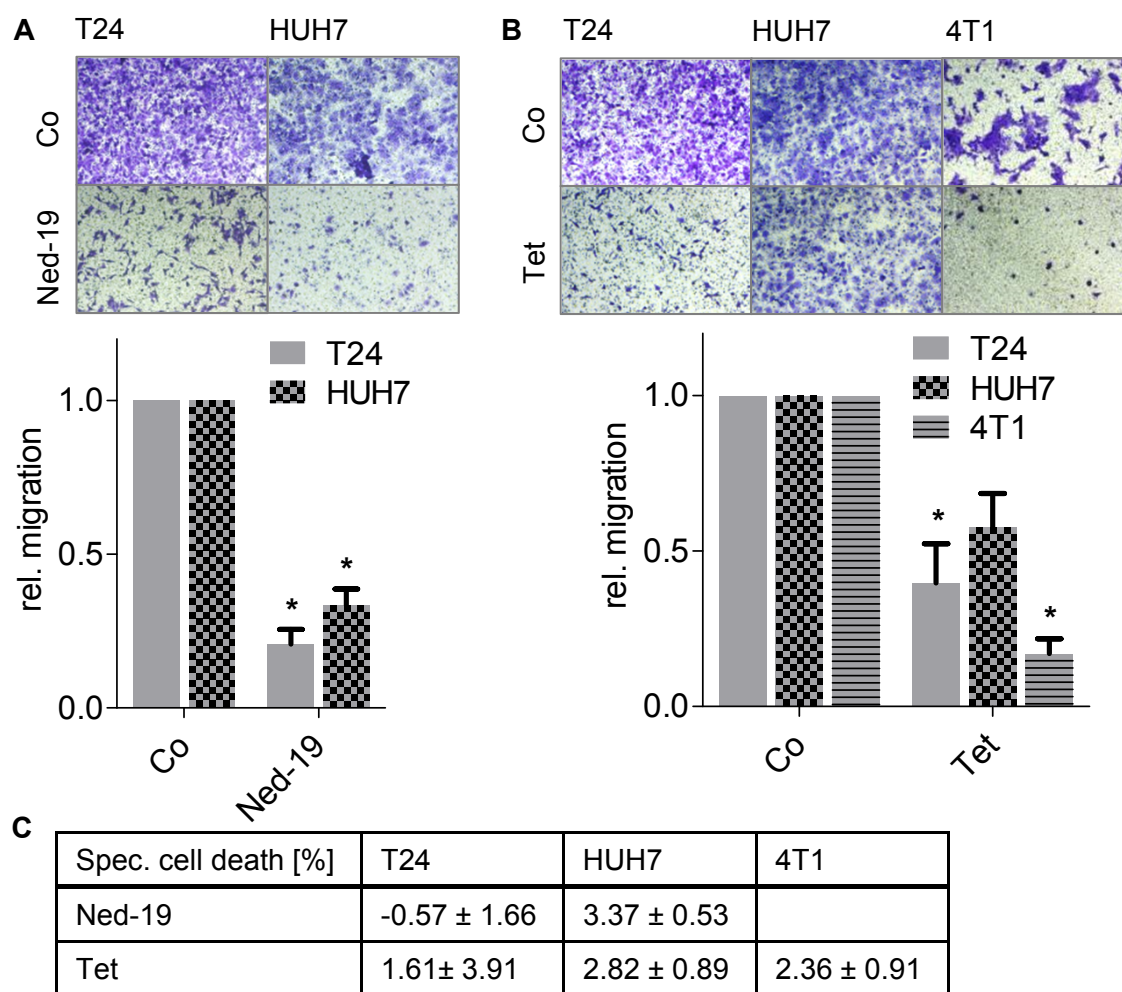 A T24 HUH7
Co
Ned-19
T24
HUH7
1.0
0.5
0.0
rel. migration
*
*
Co
Ned-19
B T24 HUH7 4T1
Co
Tet
T24
HUH7
4T1
1.0
0.5
0.0
rel. migration
*
*
Co
Tet
C
Spec. cell death [%] T24 HUH7 4T1
Ned-19 -0.57 ± 1.66 3.37 ± 0.53
Tet 1.61± 3.91 2.82 ± 0.89 2.36 ± 0.91